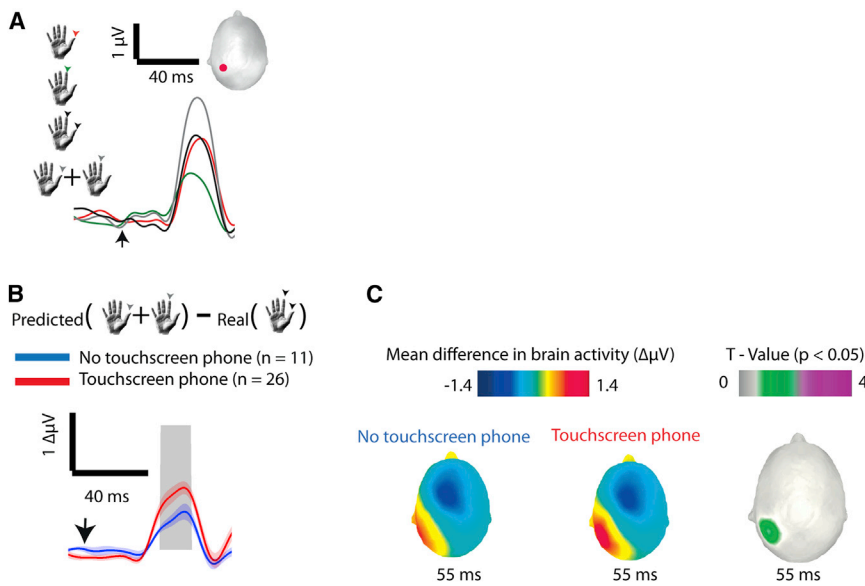 A
1 µV
40 ms
+
B
Predicted( + ) – Real( )
No touchscreen phone (n = 11)
Touchscreen phone (n = 26)
1 ΔµV
40 ms
C
Mean difference in brain activity (ΔµV)
-1.4 1.4
T - Value (p < 0.05)
0 4
No touchscreen phone
Touchscreen phone
55 ms
55 ms
55 ms